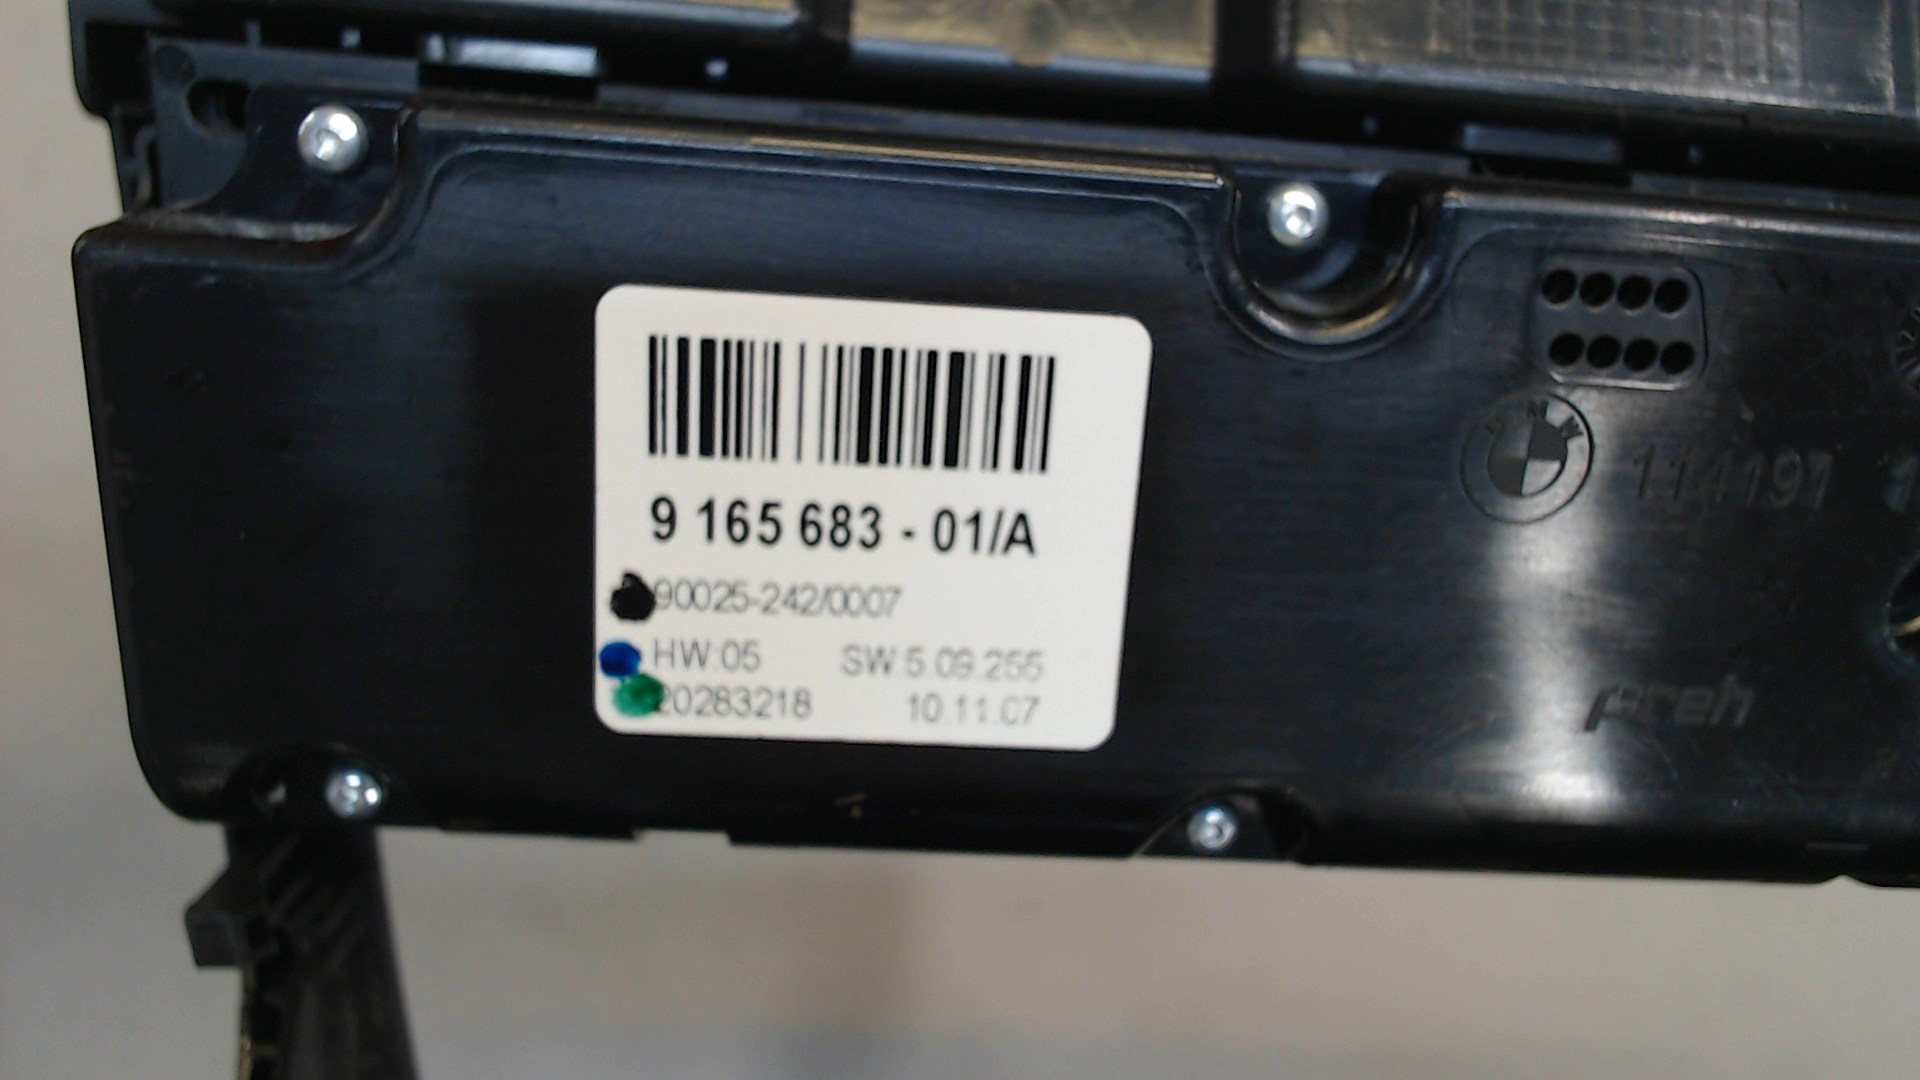 9 165 683 - 01/A
90025-242/0007
HW:05 SW:5.09.255
20283218 10.11.07
BMW
114191
preh